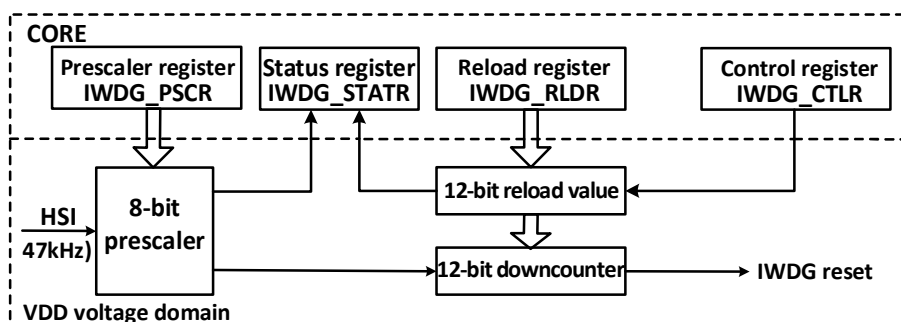 CORE
Prescaler register
IWDG_PSCR
Status register
IWDG_STATR
Reload register
IWDG_RLDR
Control register
IWDG_CTLR
HSI
47kHz)
8-bit
prescaler
12-bit reload value
12-bit downcounter
IWDG reset
VDD voltage domain